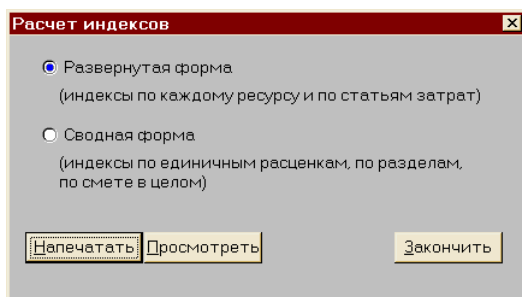 Расчет индексов
Развернутая форма
(индексы по каждому ресурсу и по статьям затрат)
Сводная форма
(индексы по единичным расценкам, по разделам,
по смете в целом)
Напечатать Просмотреть Закончить